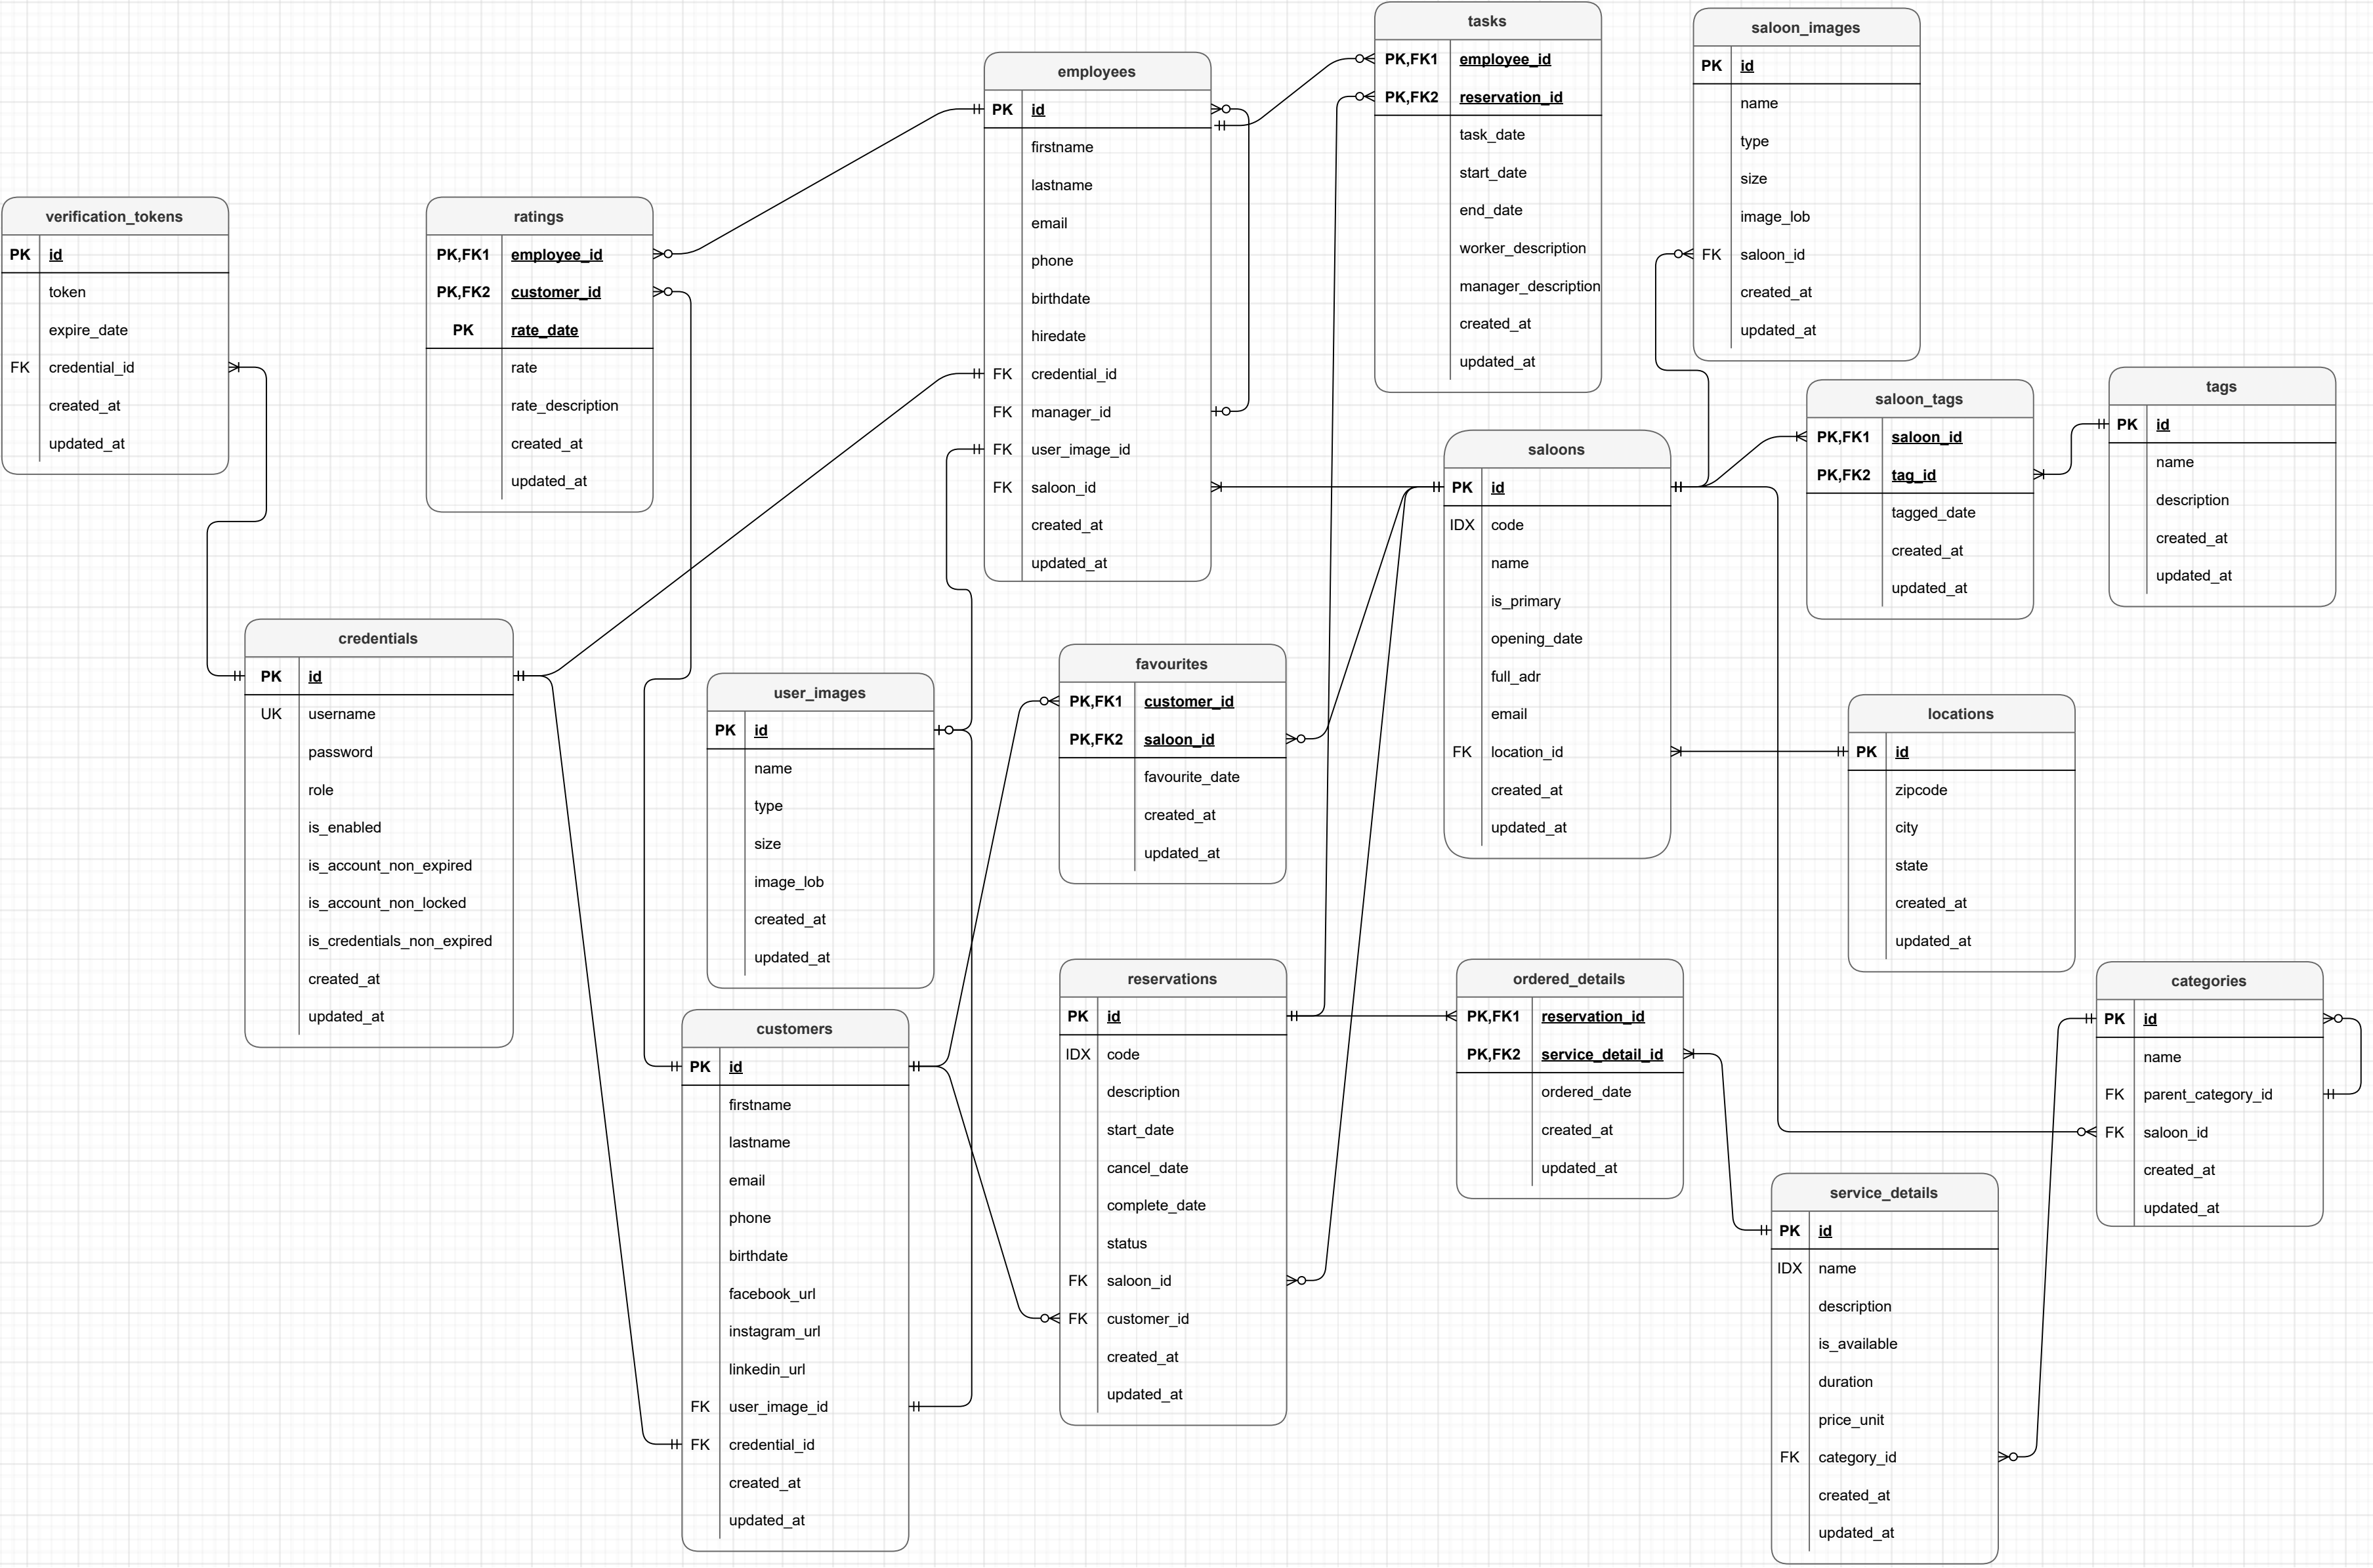 verification_tokens
PK id
token
expire_date
FK credential_id
created_at
updated_at
ratings
PK,FK1 employee_id
PK,FK2 customer_id
PK rate_date
rate
rate_description
created_at
updated_at
employees
PK id
firstname
lastname
email
phone
birthdate
hiredate
FK credential_id
FK manager_id
FK user_image_id
FK saloon_id
created_at
updated_at
tasks
PK,FK1 employee_id
PK,FK2 reservation_id
task_date
start_date
end_date
worker_description
manager_description
created_at
updated_at
saloon_images
PK id
name
type
size
image_lob
FK saloon_id
created_at
updated_at
saloon_tags
PK,FK1 saloon_id
PK,FK2 tag_id
tagged_date
created_at
updated_at
tags
PK id
name
description
created_at
updated_at
saloons
PK id
IDX code
name
is_primary
opening_date
full_adr
email
FK location_id
created_at
updated_at
credentials
PK id
UK username
password
role
is_enabled
is_account_non_expired
is_account_non_locked
is_credentials_non_expired
created_at
updated_at
user_images
PK id
name
type
size
image_lob
created_at
updated_at
favourites
PK,FK1 customer_id
PK,FK2 saloon_id
favourite_date
created_at
updated_at
locations
PK id
zipcode
city
state
created_at
updated_at
customers
PK id
firstname
lastname
email
phone
birthdate
facebook_url
instagram_url
linkedin_url
FK user_image_id
FK credential_id
created_at
updated_at
reservations
PK id
IDX code
description
start_date
cancel_date
complete_date
status
FK saloon_id
FK customer_id
created_at
updated_at
ordered_details
PK,FK1 reservation_id
PK,FK2 service_detail_id
ordered_date
created_at
updated_at
categories
PK id
name
FK parent_category_id
FK saloon_id
created_at
updated_at
service_details
PK id
IDX name
description
is_available
duration
price_unit
FK category_id
created_at
updated_at